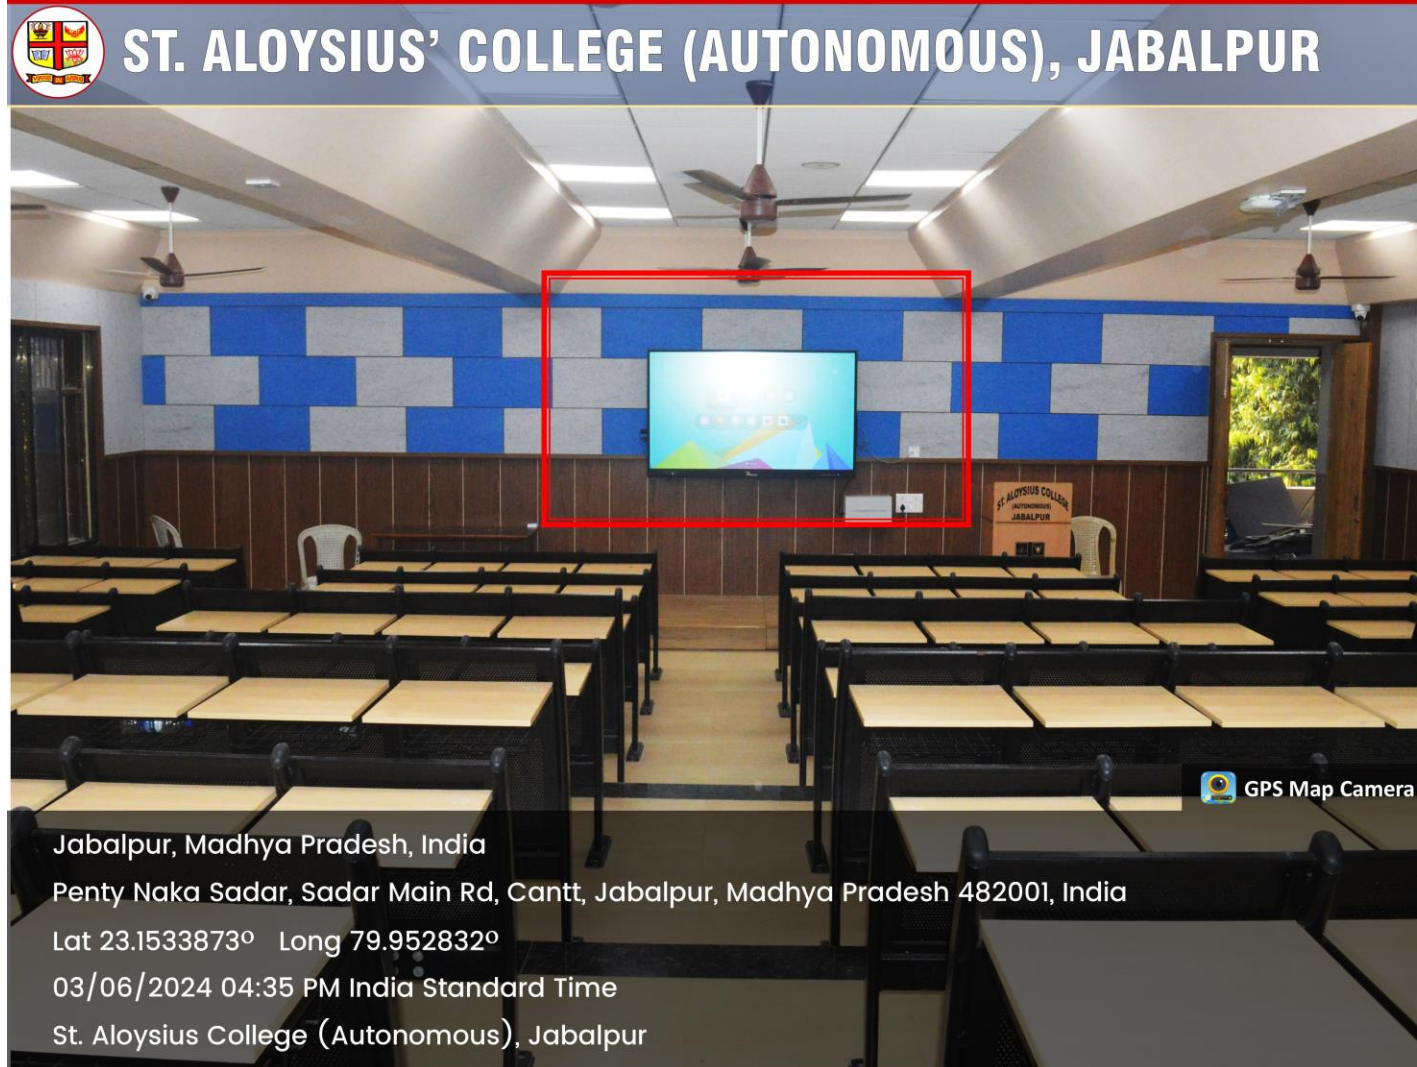 ST. ALOYSIUS’ COLLEGE (AUTONOMOUS), JABALPUR
ST. ALOYSIUS COLLEGE
(AUTONOMOUS)
JABALPUR
GPS Map Camera
Jabalpur, Madhya Pradesh, India
Penty Naka Sadar, Sadar Main Rd, Cantt, Jabalpur, Madhya Pradesh 482001, India
Lat 23.1533873º Long 79.952832º
03/06/2024 04:35 PM India Standard Time
St. Aloysius College (Autonomous), Jabalpur